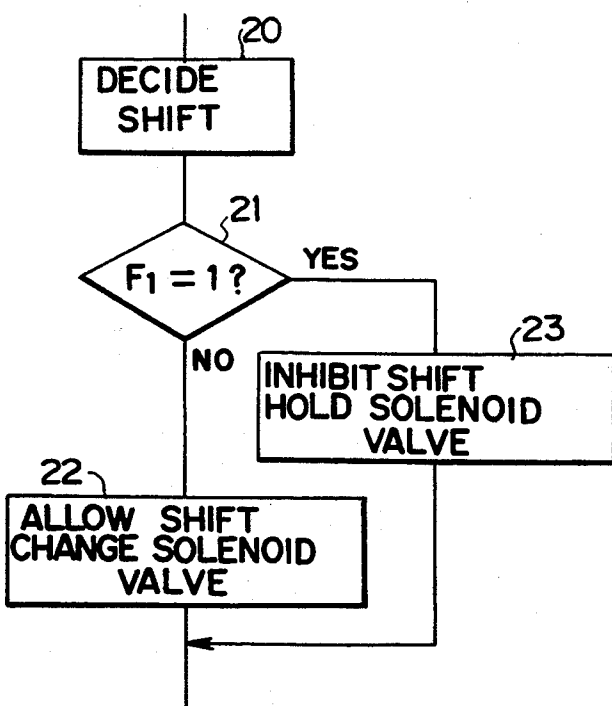 20
DECIDE
SHIFT
21
F1 = 1 ?
YES
NO
23
INHIBIT SHIFT
HOLD SOLENOID
VALVE
22
ALLOW SHIFT
CHANGE SOLENOID
VALVE